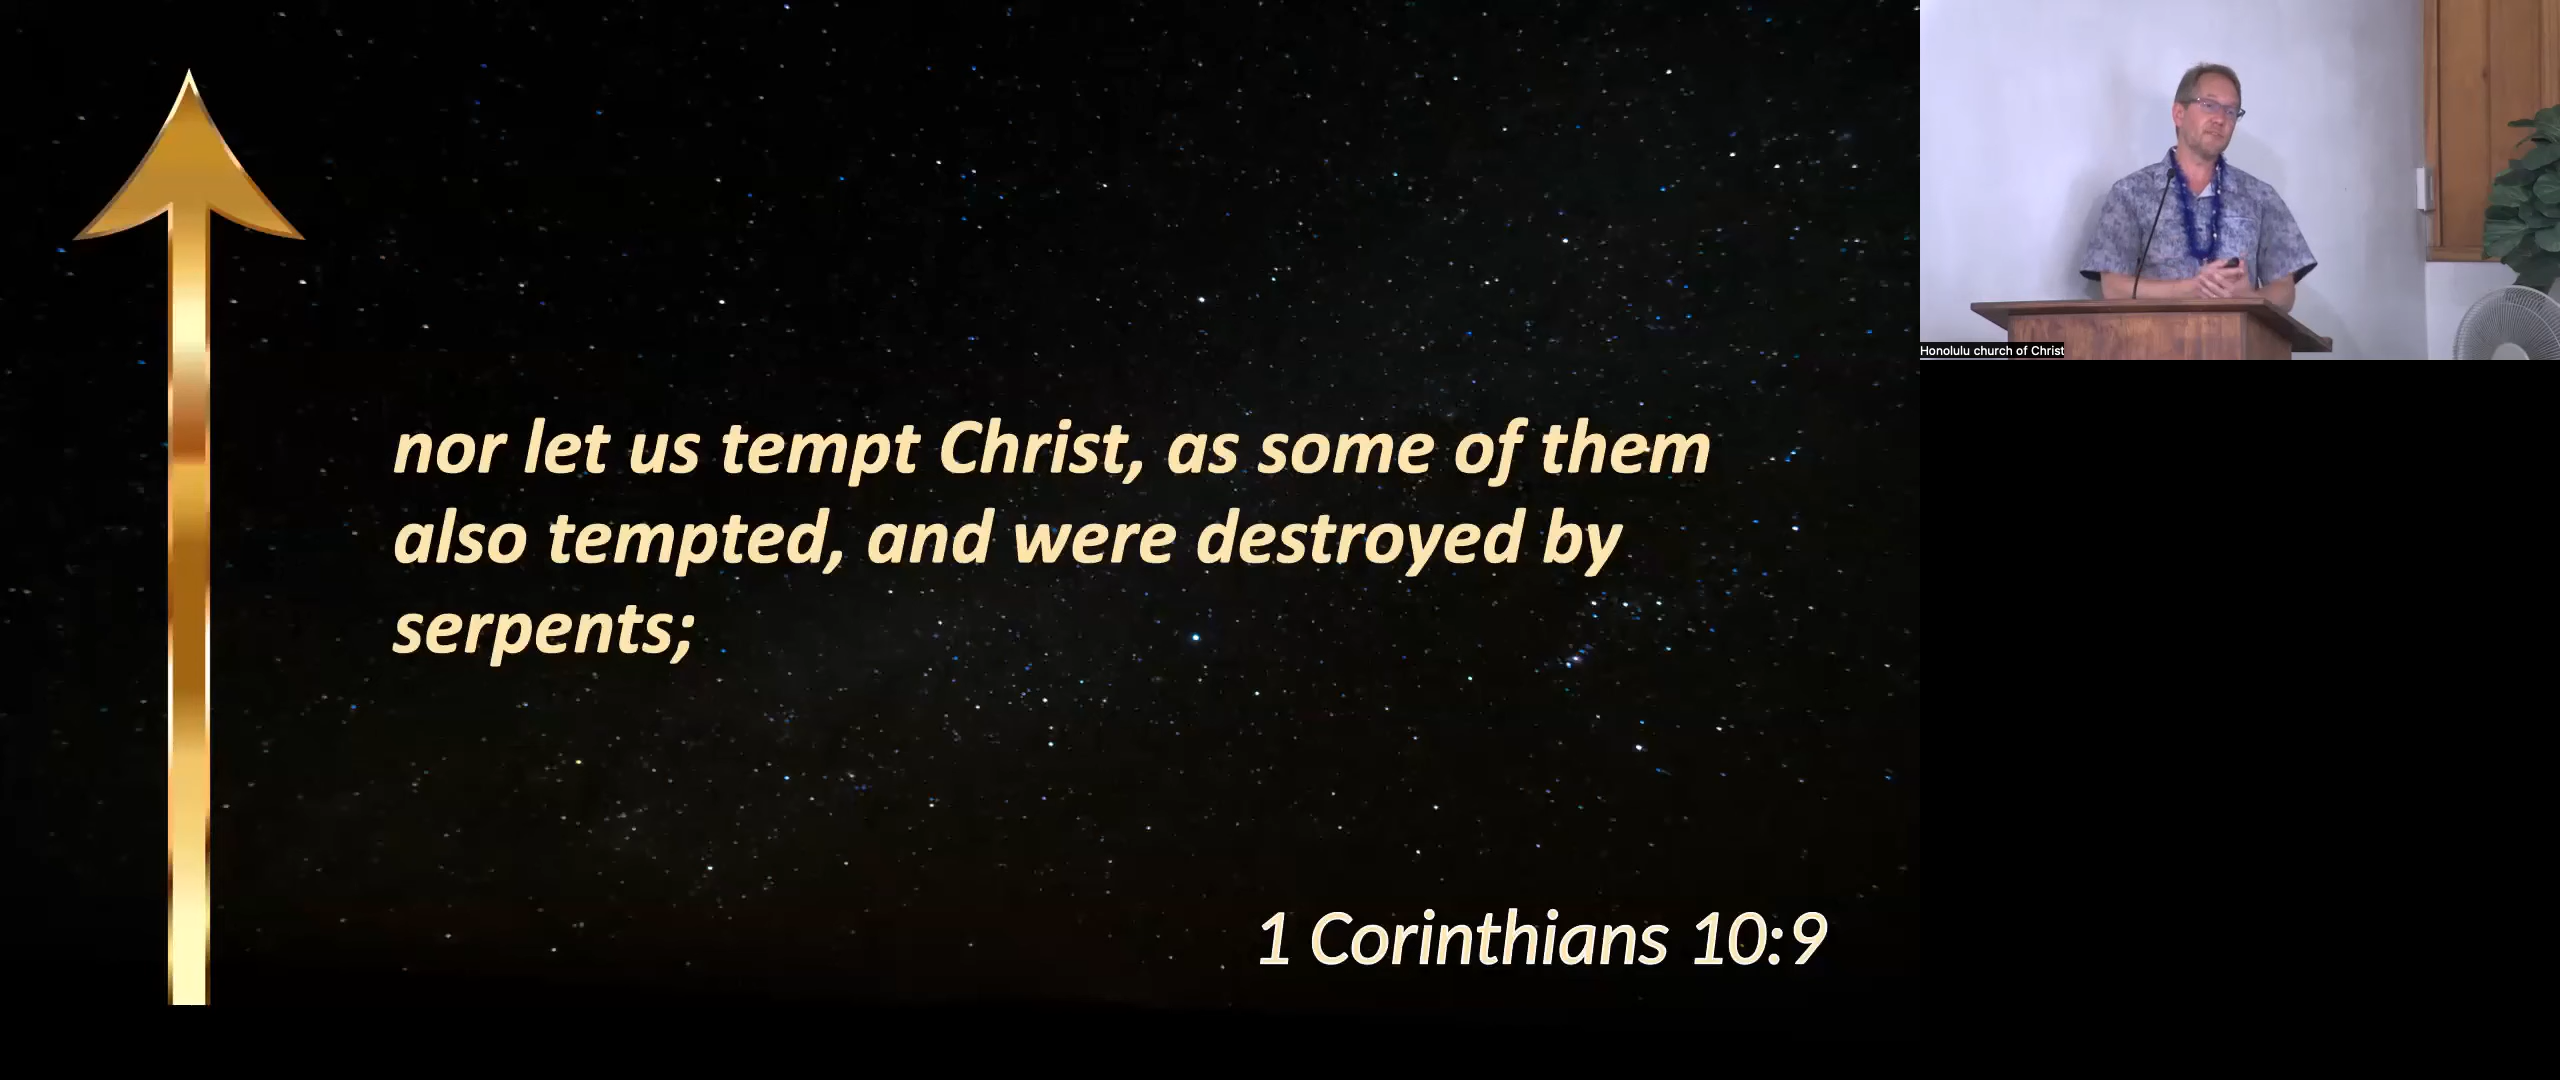 nor let us tempt Christ, as some of them
also tempted, and were destroyed by
serpents;
1 Corinthians 10:9
Honolulu church of Christ